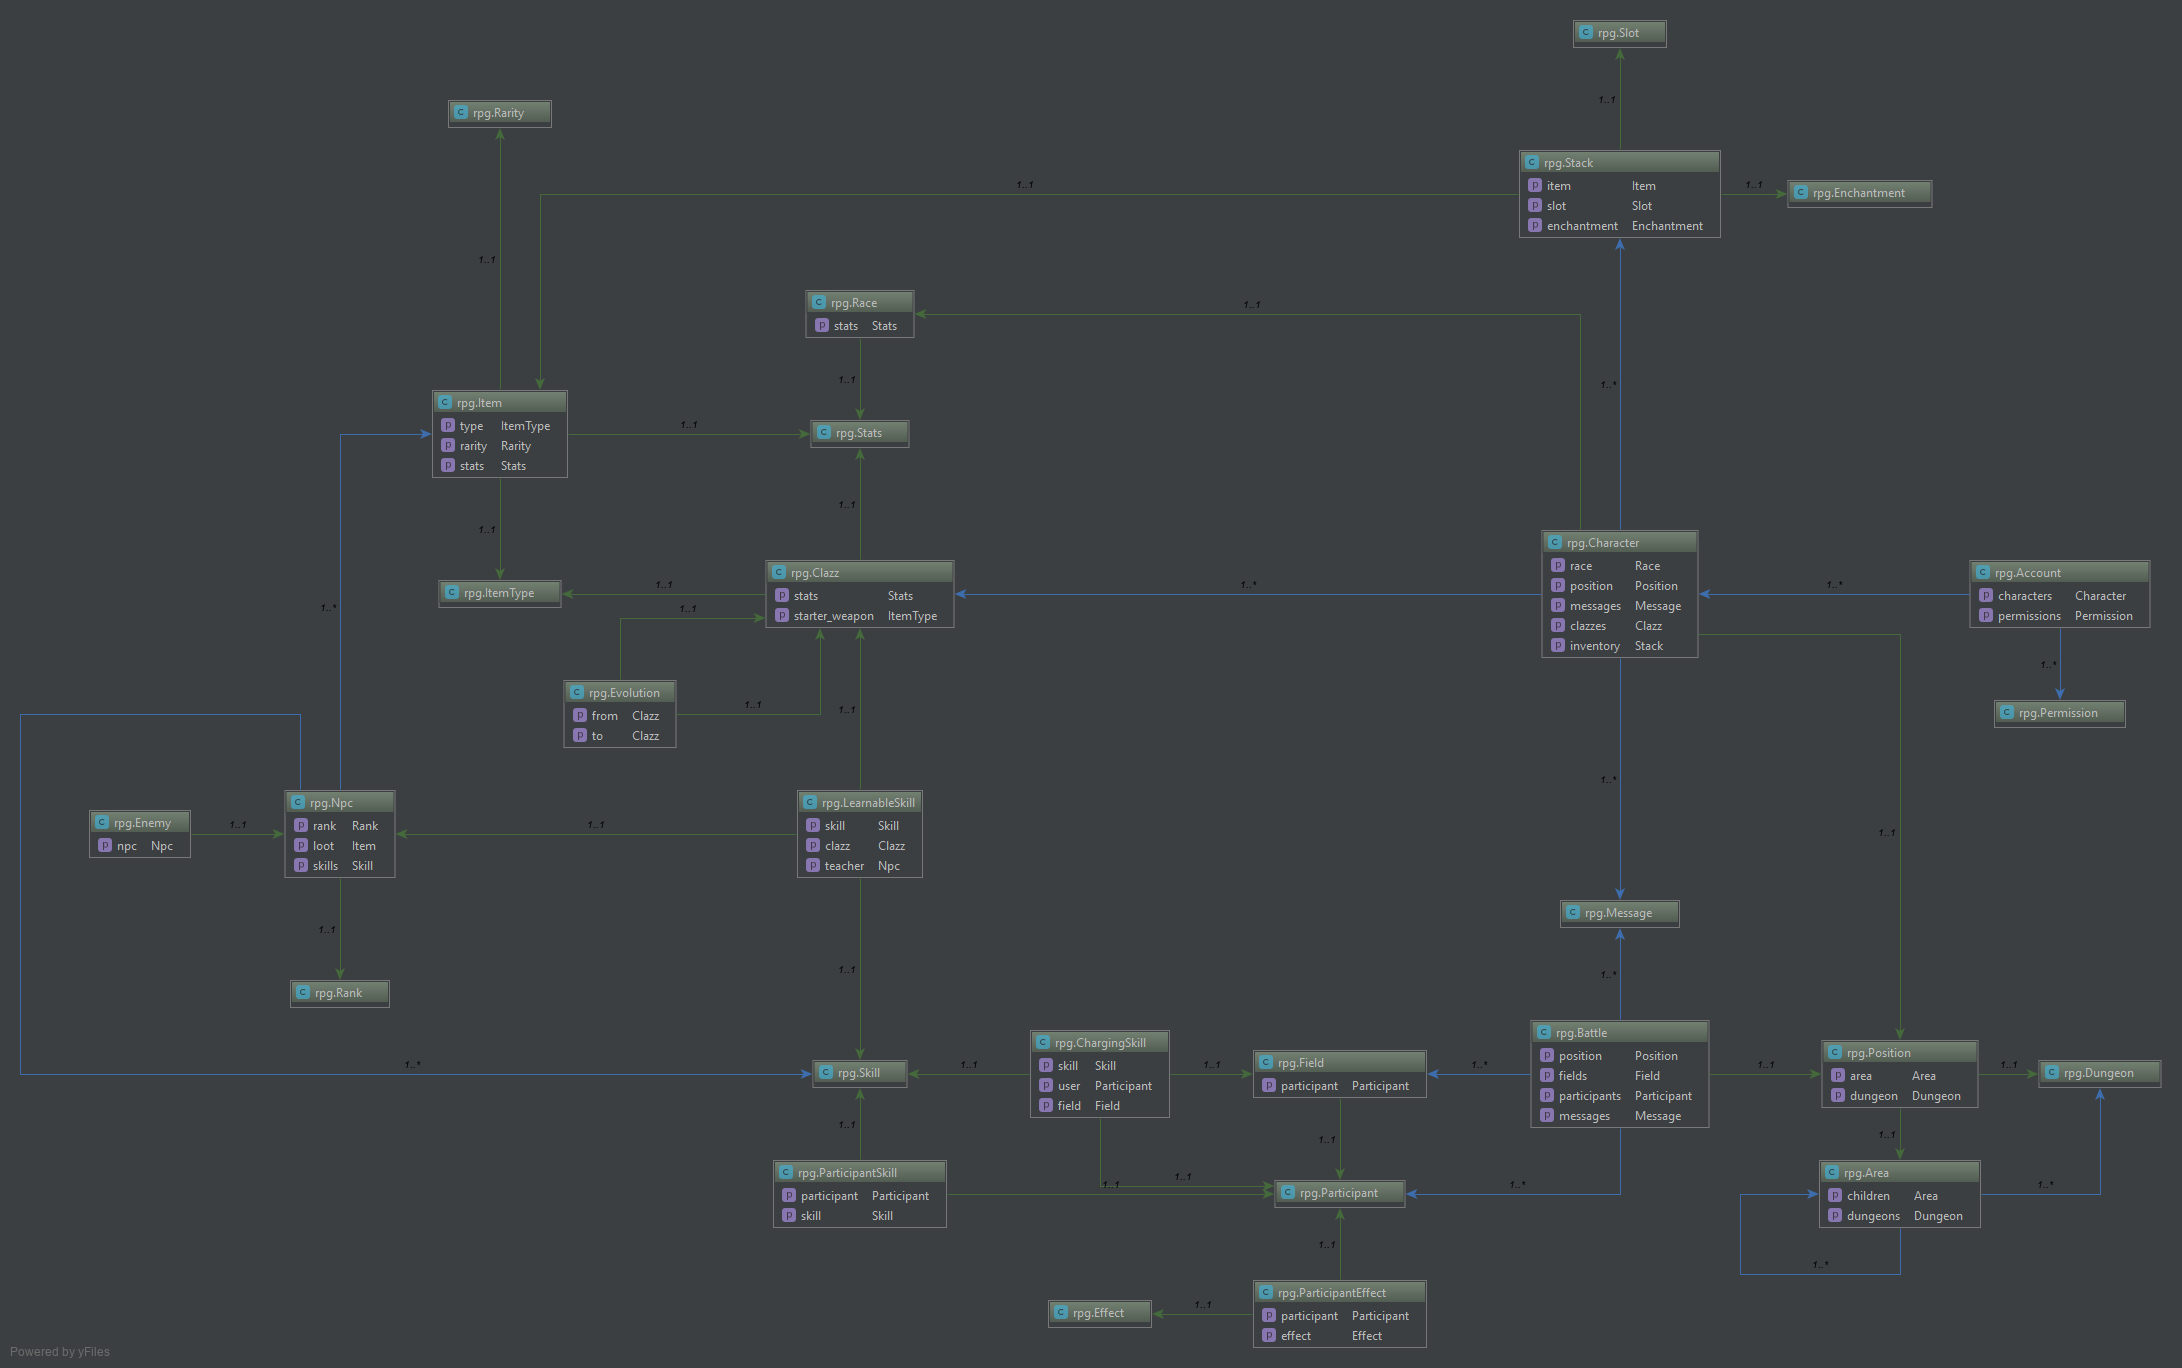 rpg.Slot
1..1
rpg.Rarity
1..1
rpg.Stack
item Item
slot Slot
enchantment Enchantment
1..1
1..1
rpg.Enchantment
1..1
rpg.Race
stats Stats
1..1
1..1
1..*
rpg.Item
type ItemType
rarity Rarity
stats Stats
1..1
rpg.Stats
1..1
1..1
rpg.ItemType
1..1
1..1
rpg.Clazz
stats Stats
starter_weapon ItemType
1..*
rpg.Character
race Race
position Position
messages Message
clazzes Clazz
inventory Stack
1..*
rpg.Account
characters Character
permissions Permission
1..*
rpg.Permission
1..*
rpg.Evolution
from Clazz
to Clazz
1..1
1..1
1..*
1..1
rpg.Enemy
npc Npc
1..1
rpg.Npc
rank Rank
loot Item
skills Skill
1..1
rpg.LearnableSkill
skill Skill
clazz Clazz
teacher Npc
1..1
rpg.Rank
1..1
rpg.Message
1..*
1..*
rpg.Skill
1..1
rpg.ChargingSkill
skill Skill
user Participant
field Field
1..1
rpg.Field
participant Participant
1..*
rpg.Battle
position Position
fields Field
participants Participant
messages Message
1..1
rpg.Position
area Area
dungeon Dungeon
1..1
rpg.Dungeon
1..1
1..1
1..1
rpg.ParticipantSkill
participant Participant
skill Skill
1..1
1..1
rpg.Participant
1..*
rpg.Area
children Area
dungeons Dungeon
1..*
1..*
1..1
rpg.Effect
1..1
rpg.ParticipantEffect
participant Participant
effect Effect
Powered by yFiles